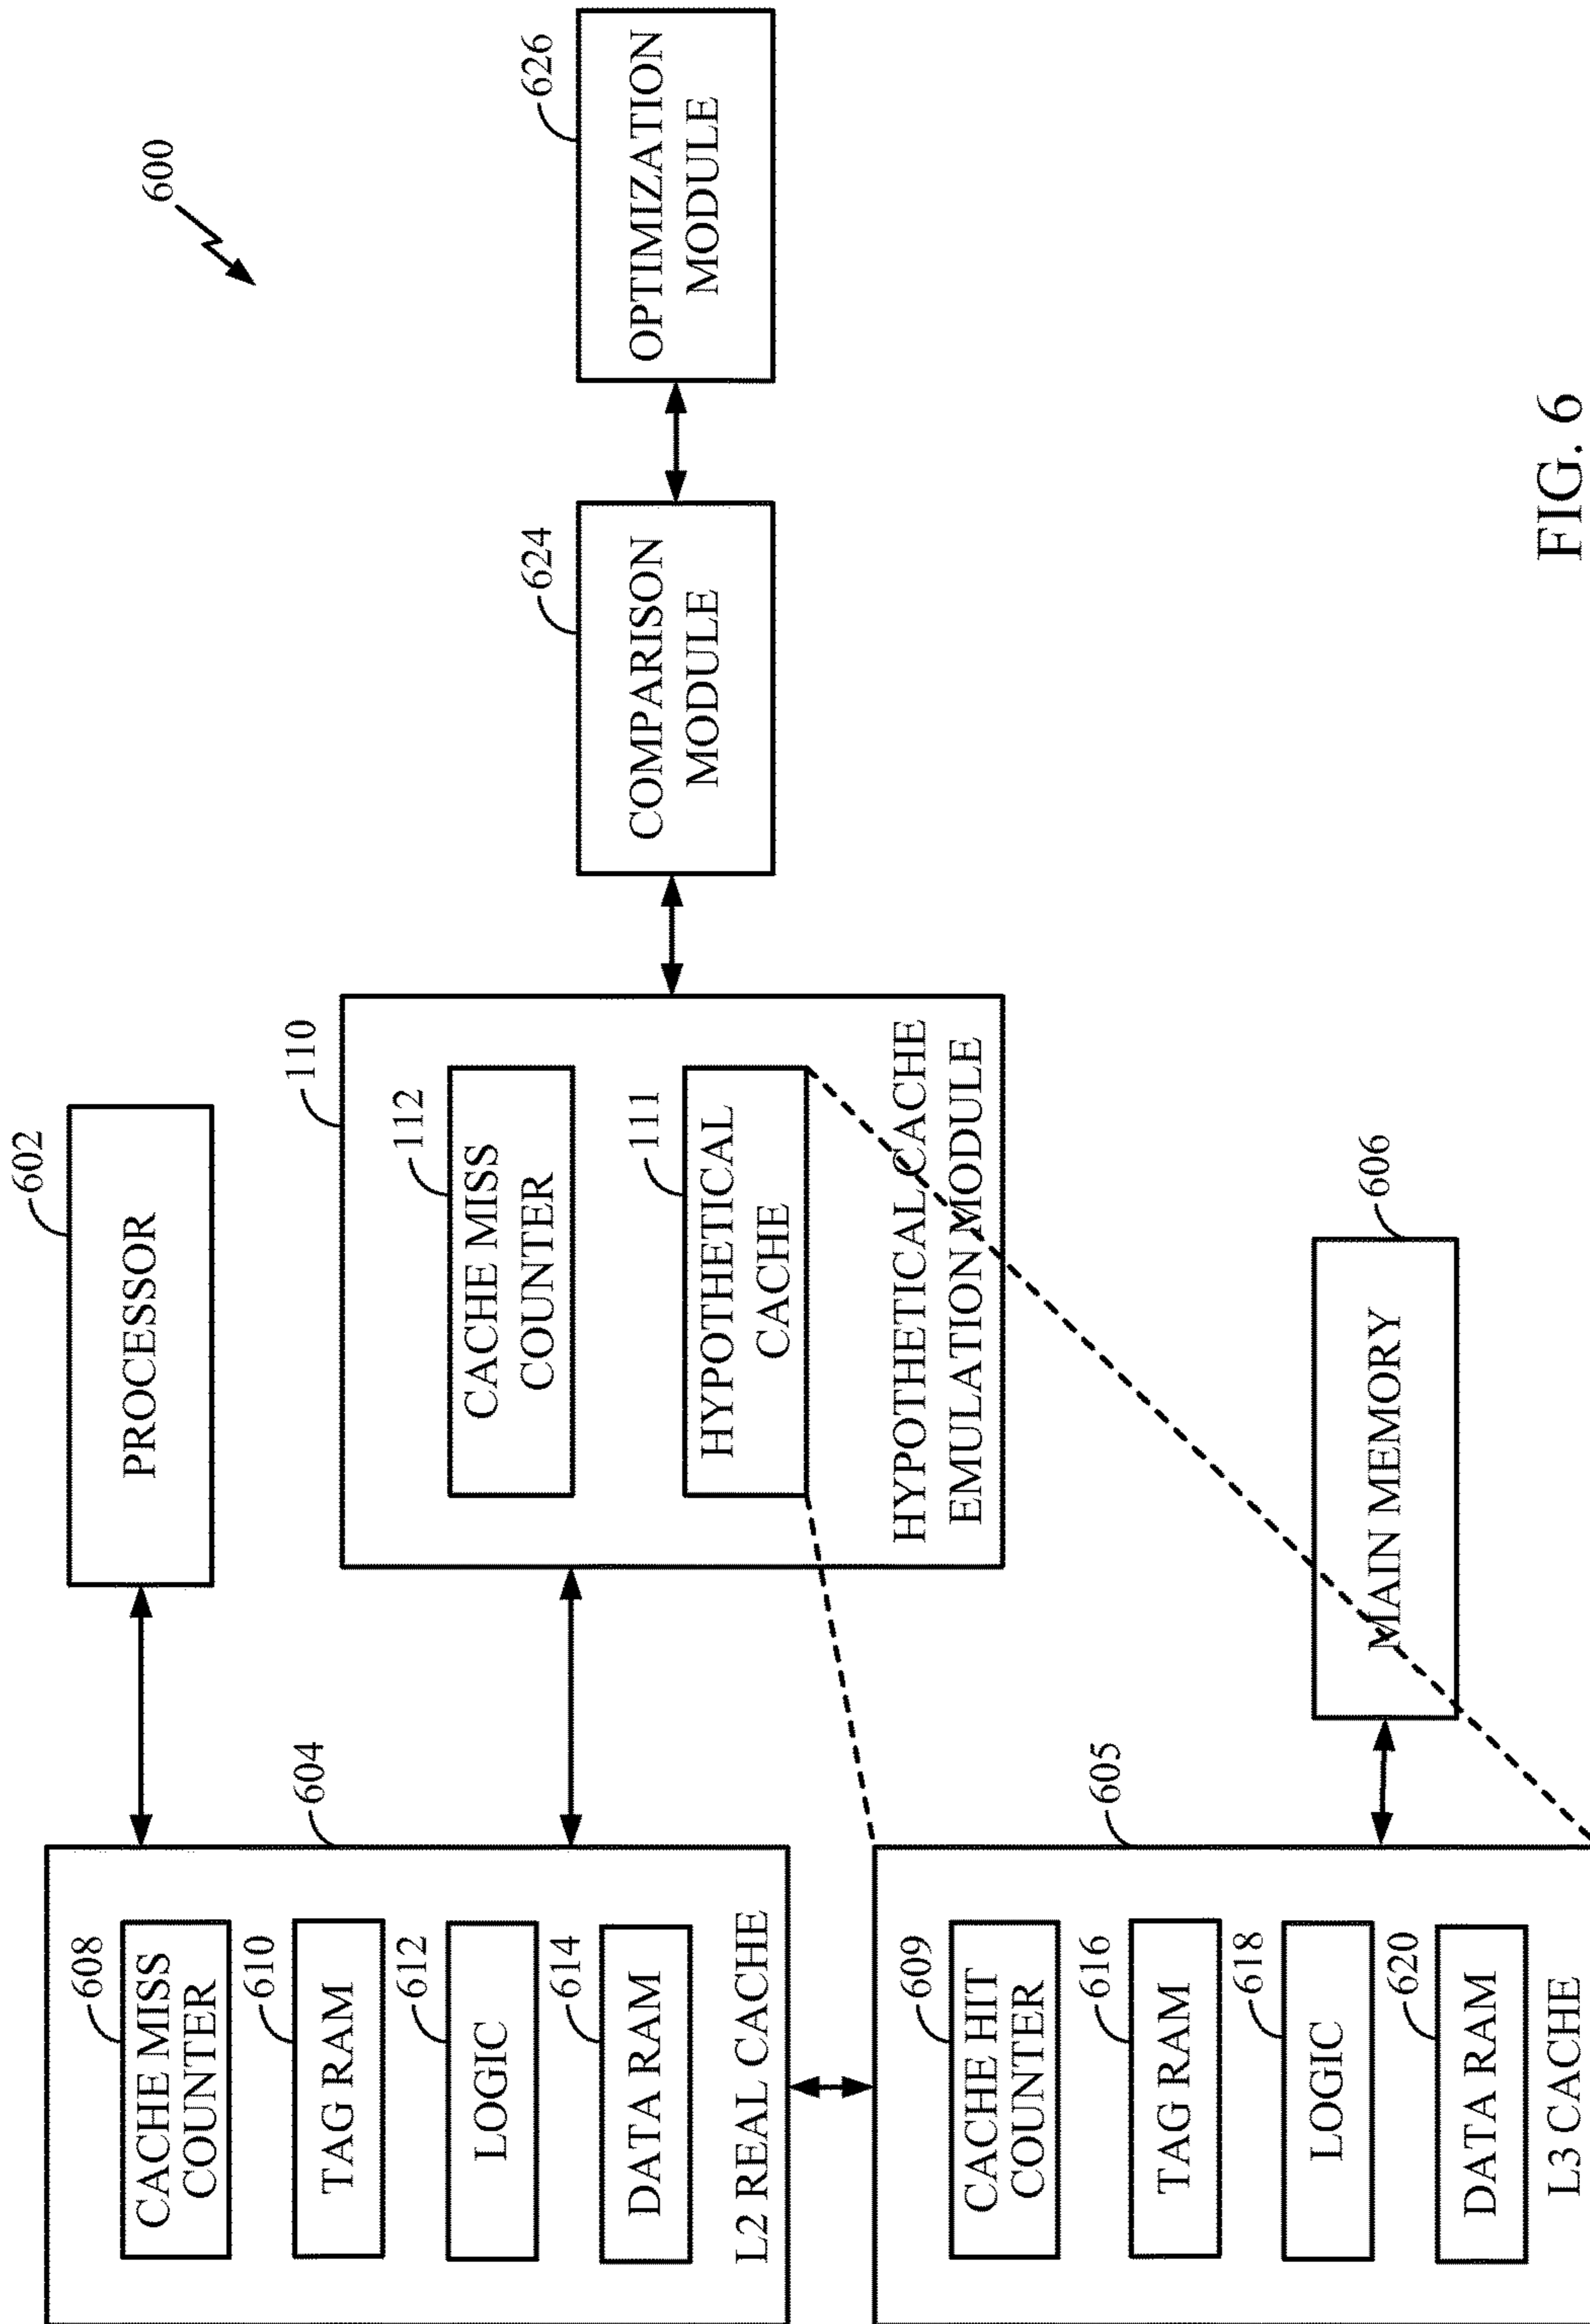 600
602
PROCESSOR
604
608
CACHE MISS
COUNTER
610
TAG RAM
612
LOGIC
614
DATA RAM
L2 REAL CACHE
110
112
CACHE MISS
COUNTER
111
HYPOTHETICAL
CACHE
HYPOTHETICAL CACHE
EMULATION MODULE
624
COMPARISON
MODULE
626
OPTIMIZATION
MODULE
605
609
CACHE HIT
COUNTER
616
TAG RAM
618
LOGIC
620
DATA RAM
L3 CACHE
606
MAIN MEMORY
FIG. 6